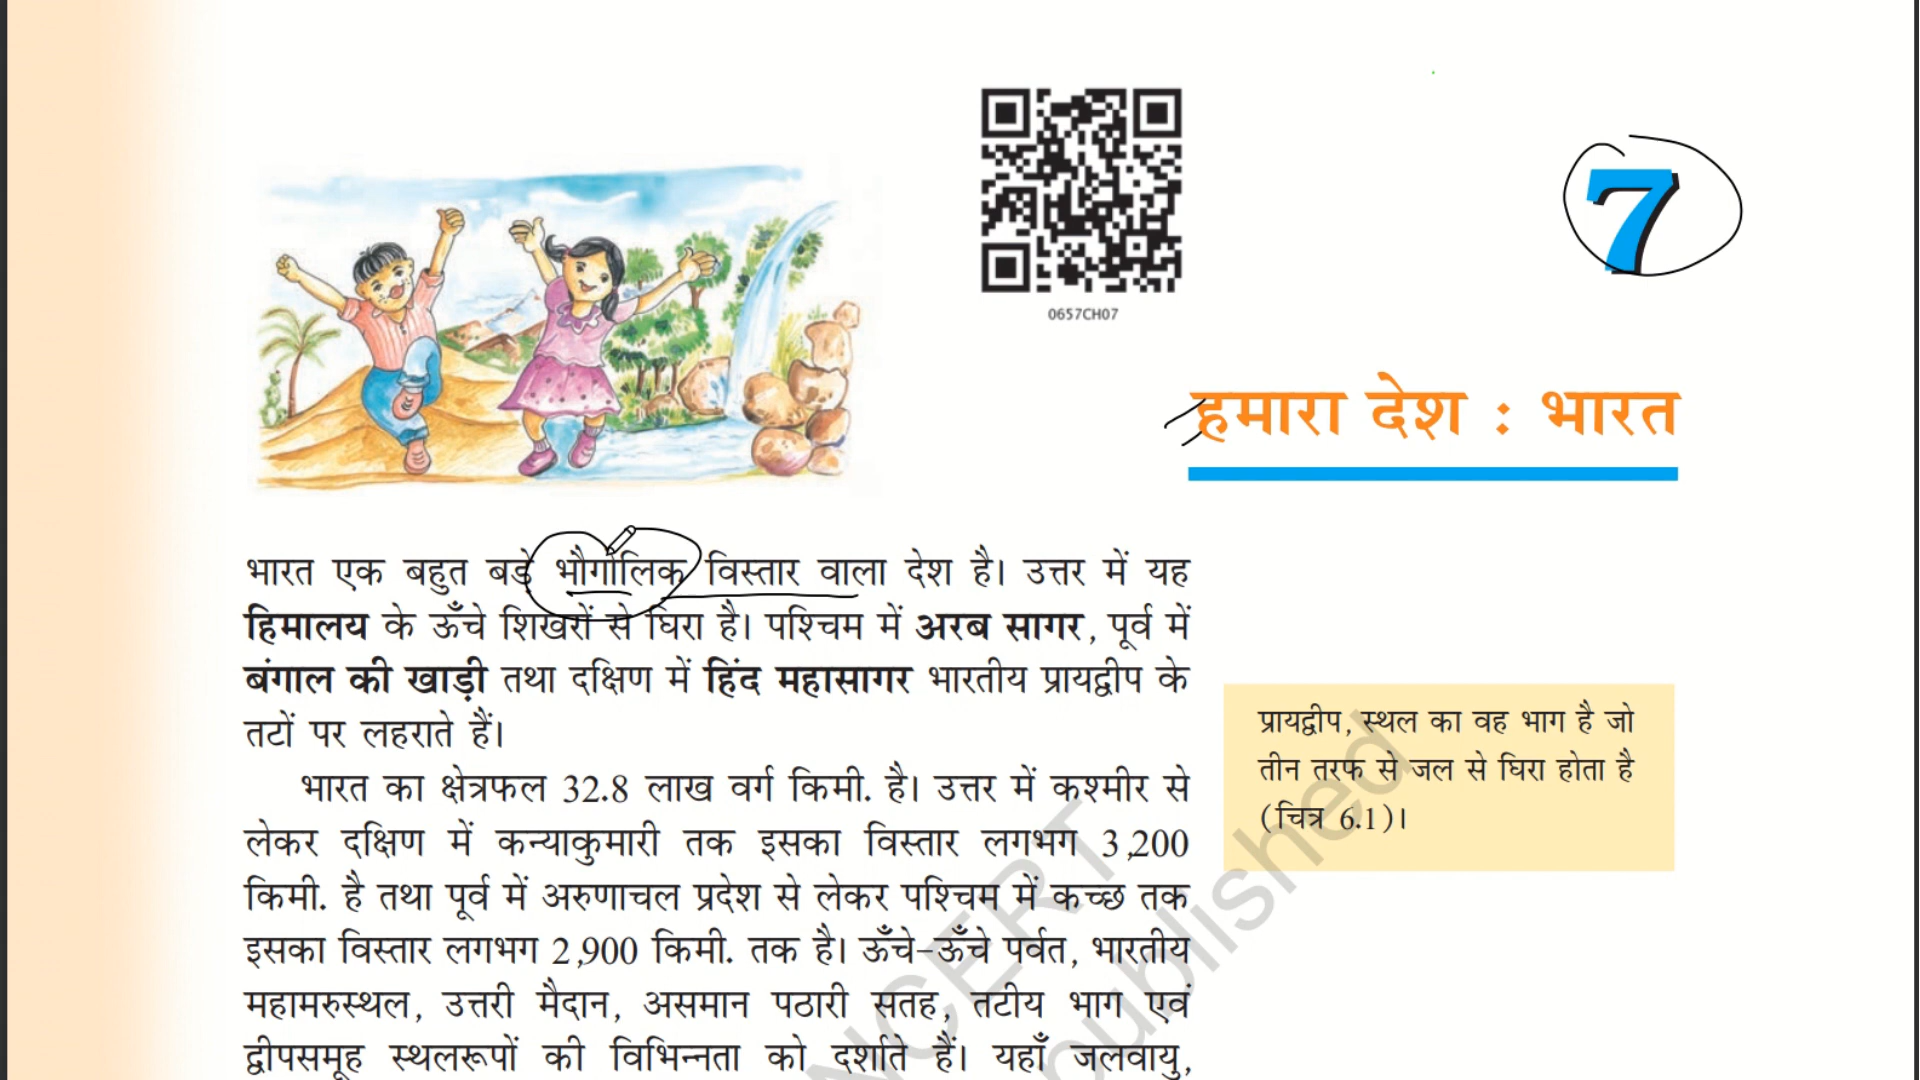 0657CH07
7
हमारा देश : भारत
भारत एक बहुत बड़े भौगोलिक विस्तार वाला देश है। उत्तर में यह
हिमालय के ऊँचे शिखरों से घिरा है। पश्चिम में अरब सागर, पूर्व में
बंगाल की खाड़ी तथा दक्षिण में हिंद महासागर भारतीय प्रायद्वीप के
तटों पर लहराते हैं।
भारत का क्षेत्रफल 32.8 लाख वर्ग किमी. है। उत्तर में कश्मीर से
लेकर दक्षिण में कन्याकुमारी तक इसका विस्तार लगभग 3,200
किमी. है तथा पूर्व में अरुणाचल प्रदेश से लेकर पश्चिम में कच्छ तक
इसका विस्तार लगभग 2,900 किमी. तक है। ऊँचे-ऊँचे पर्वत, भारतीय
महामरुस्थल, उत्तरी मैदान, असमान पठारी सतह, तटीय भाग एवं
द्वीपसमूह स्थलरूपों की विभिन्नता को दर्शाते हैं। यहाँ जलवायु,
प्रायद्वीप, स्थल का वह भाग है जो
तीन तरफ से जल से घिरा होता है
(चित्र 6.1)।
NCERT
published